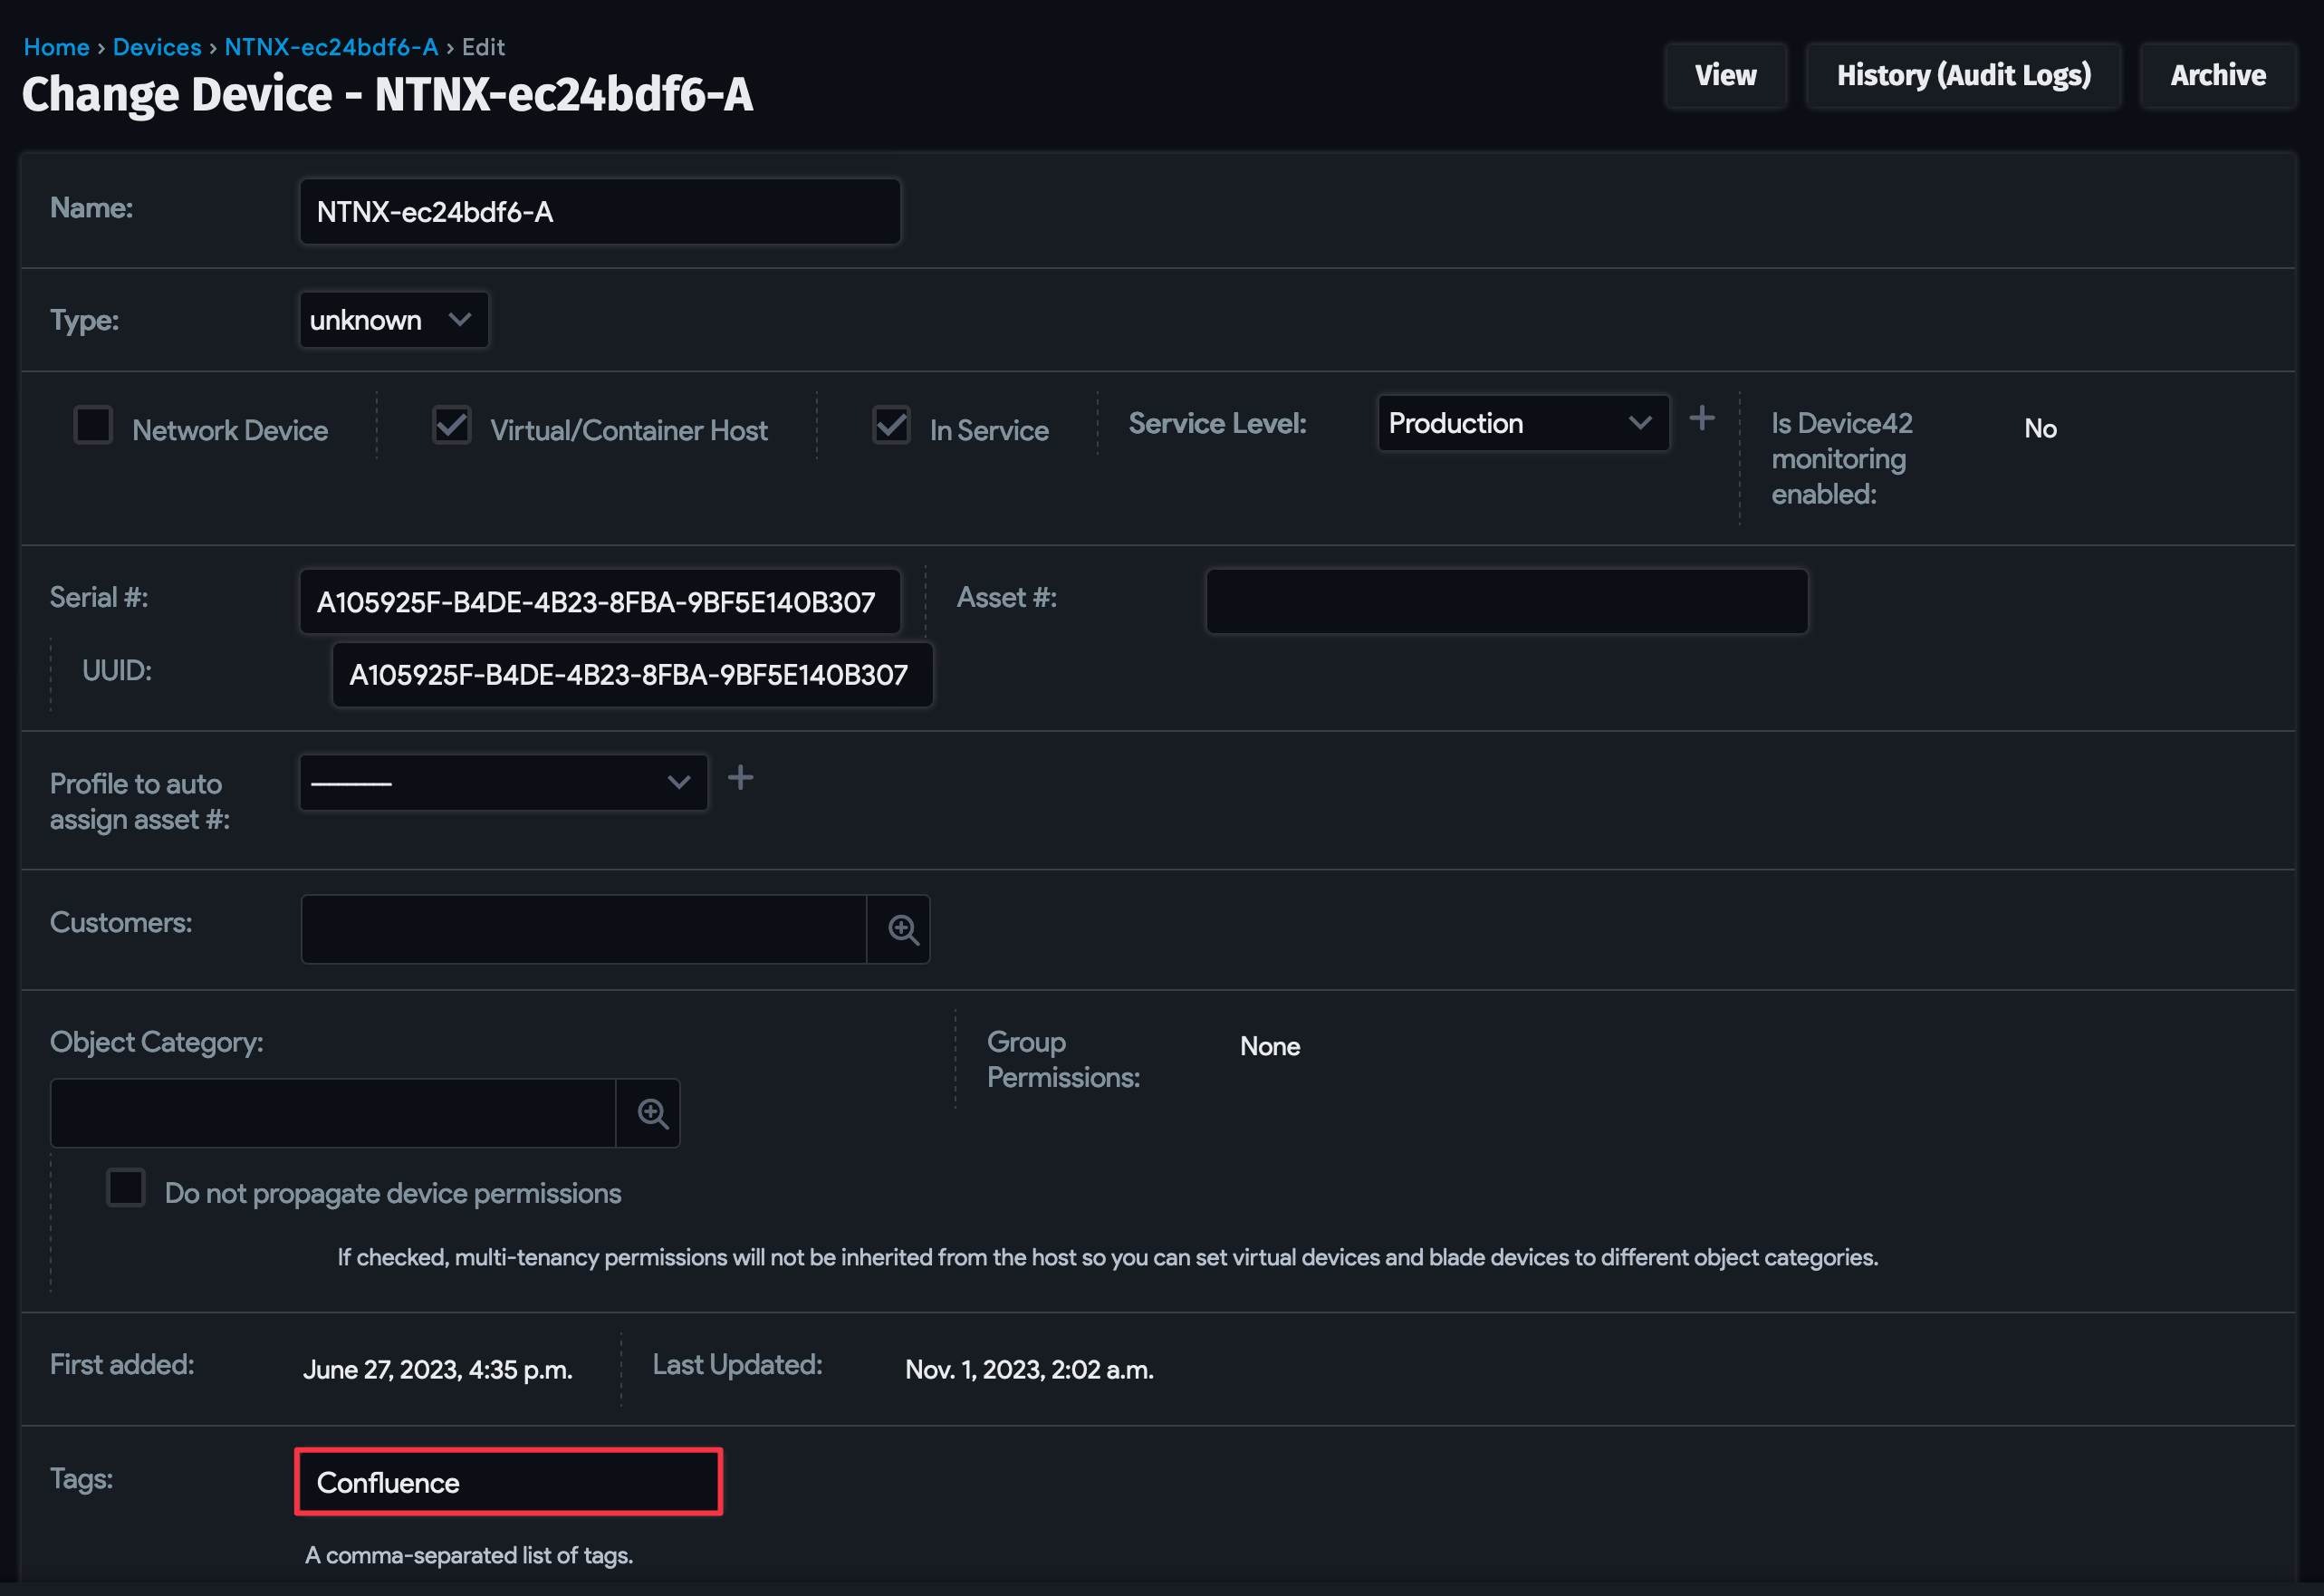 Home › Devices › NTNX-ec24bdf6-A › Edit
Change Device - NTNX-ec24bdf6-A
View
History (Audit Logs)
Archive
Name:
NTNX-ec24bdf6-A
Type:
unknown
Network Device
Virtual/Container Host
In Service
Service Level:
Production
Is Device42
monitoring
enabled:
No
Serial #:
A105925F-B4DE-4B23-8FBA-9BF5E140B307
Asset #:
UUID:
A105925F-B4DE-4B23-8FBA-9BF5E140B307
Profile to auto
assign asset #:
Customers:
Object Category:
Group
Permissions:
None
Do not propagate device permissions
If checked, multi-tenancy permissions will not be inherited from the host so you can set virtual devices and blade devices to different object categories.
First added:
June 27, 2023, 4:35 p.m.
Last Updated:
Nov. 1, 2023, 2:02 a.m.
Tags:
Confluence
A comma-separated list of tags.